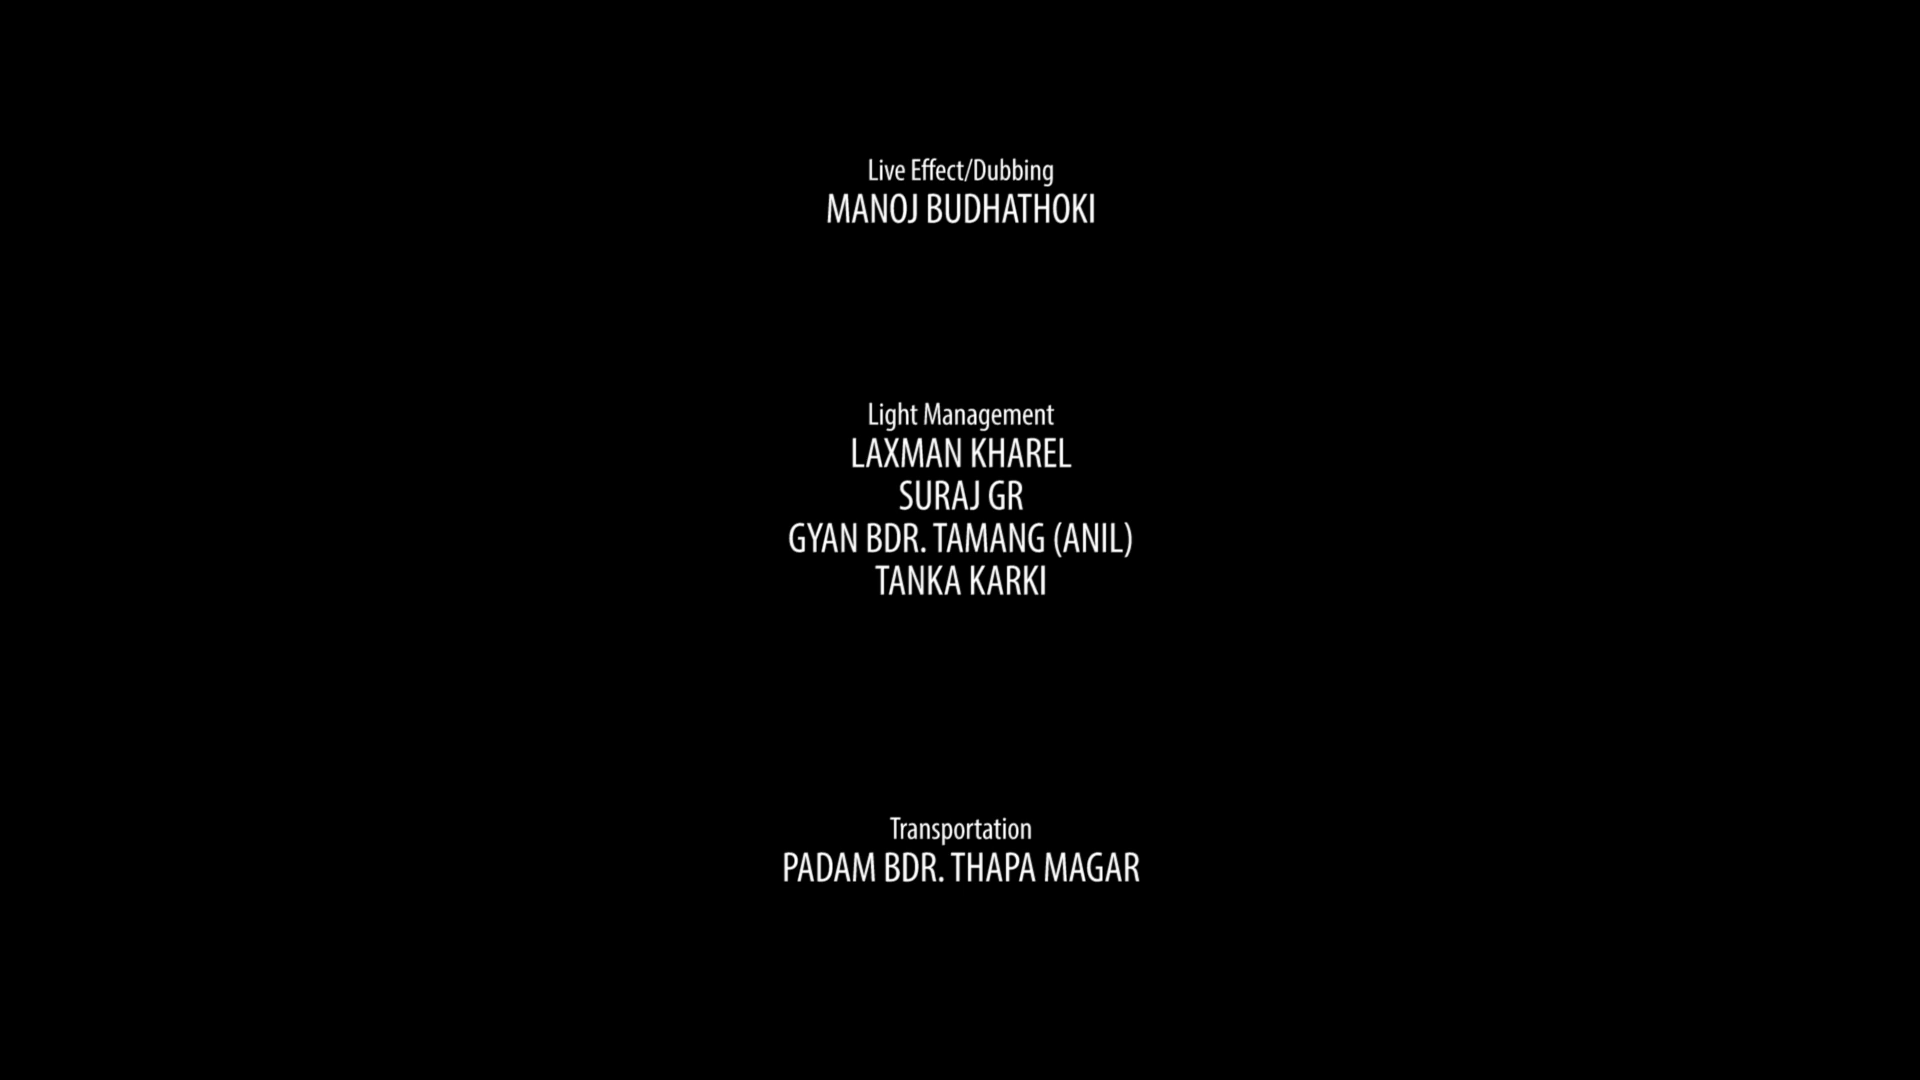 Live Effect/Dubbing
MANOJ BUDHATHOKI
Light Management
LAXMAN KHAREL
SURAJ GR
GYAN BDR. TAMANG (ANIL)
TANKA KARKI
Transportation
PADAM BDR. THAPA MAGAR